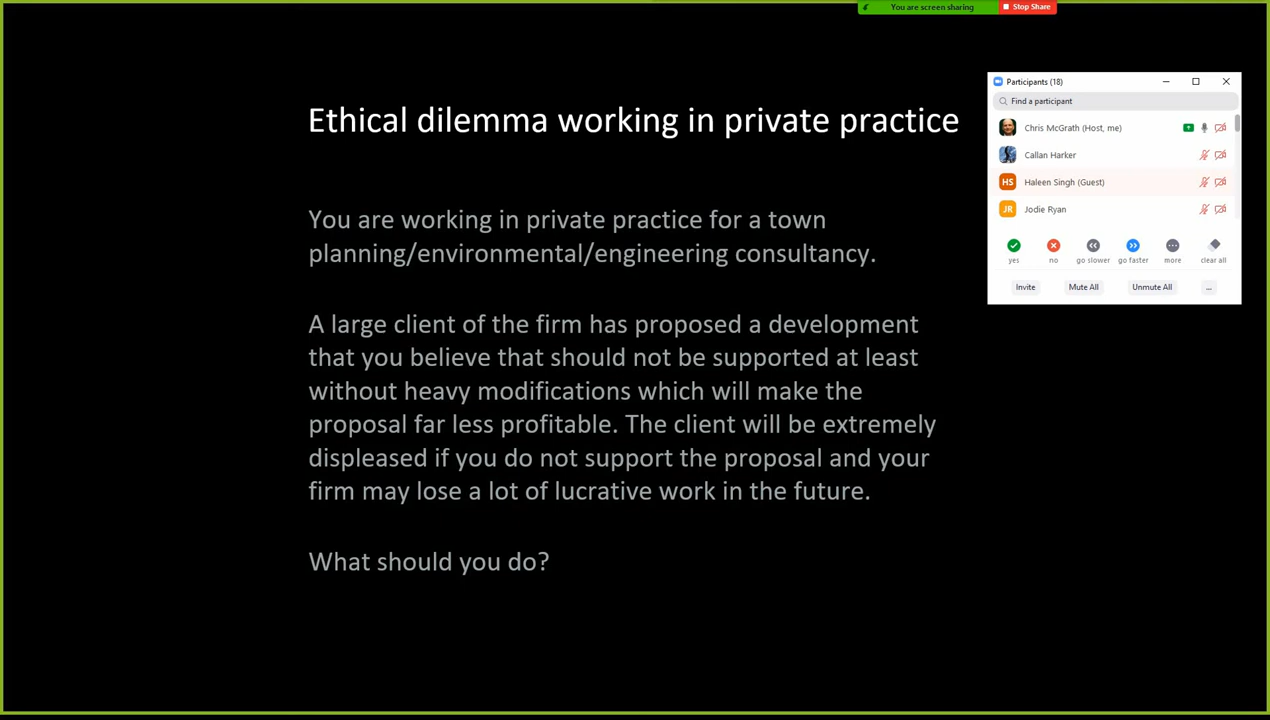 You are screen sharing
Stop Share
Ethical dilemma working in private practice
You are working in private practice for a town
planning/environmental/engineering consultancy.
A large client of the firm has proposed a development
that you believe that should not be supported at least
without heavy modifications which will make the
proposal far less profitable. The client will be extremely
displeased if you do not support the proposal and your
firm may lose a lot of lucrative work in the future.
What should you do?
Participants (18)
Find a participant
Chris McGrath (Host, me)
Callan Harker
HS Haleen Singh (Guest)
JR Jodie Ryan
yes no go slower go faster more clear all
Invite Mute All Unmute All ...